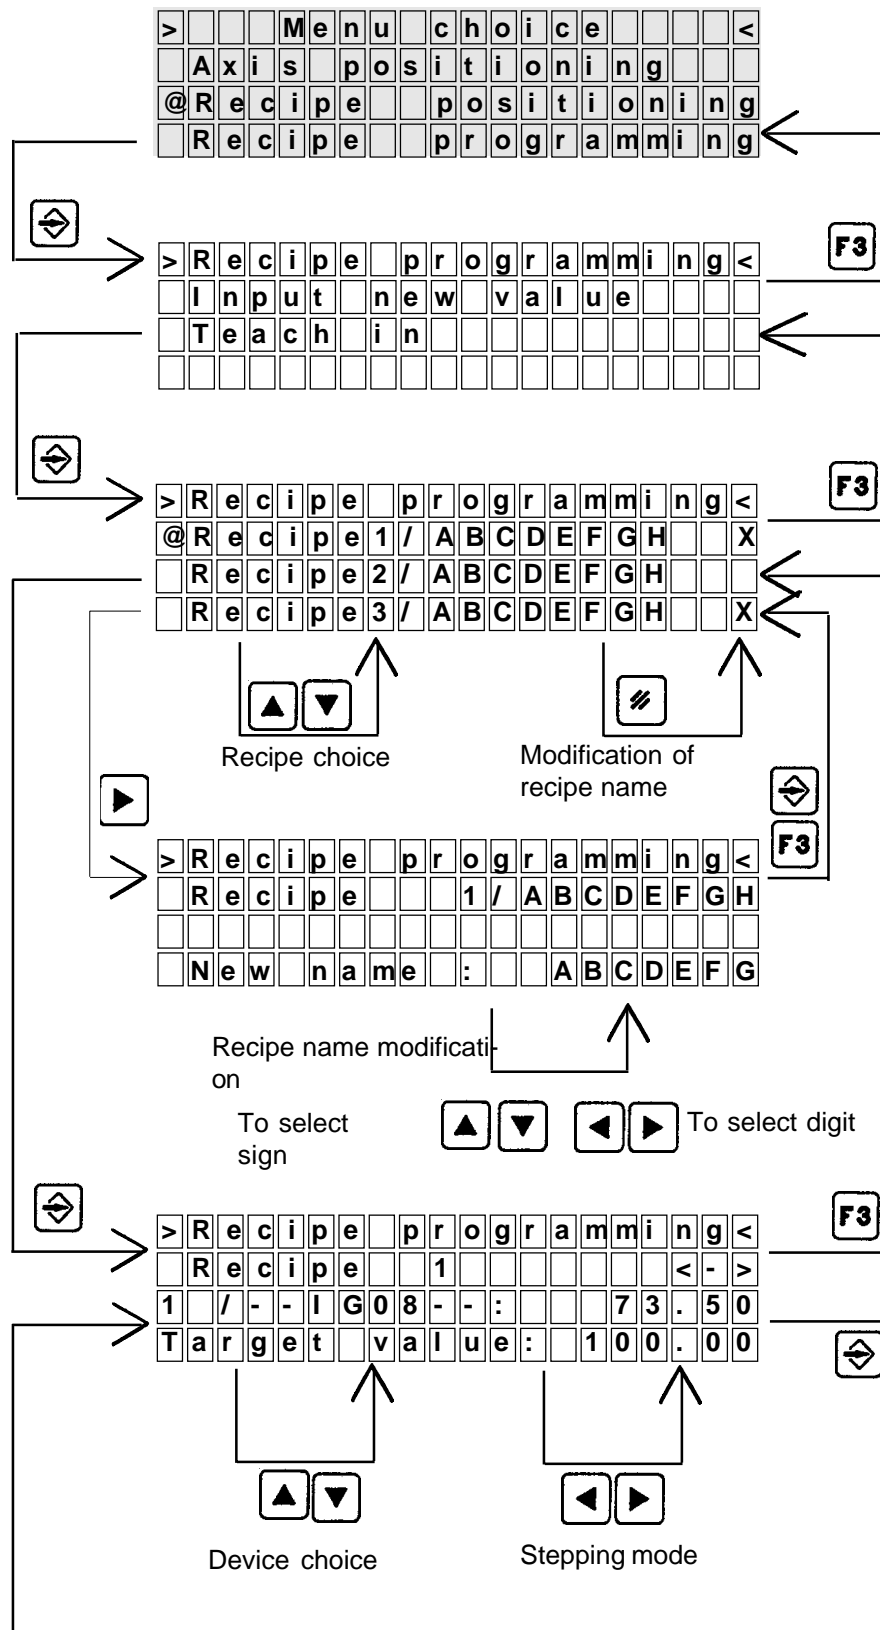 > Menu choice <
Axis positioning
@Recipe positioning
Recipe programming
>Recipe programming<
F3
Input new value
Teach in
>Recipe programming<
F3
@Recipe1/ABCDEFGH X
Recipe2/ABCDEFGH
Recipe3/ABCDEFGH X
Recipe choice
Modification of
recipe name
F3
>Recipe programming<
Recipe 1/ABCDEFGH
New name : ABCDEFG
Recipe name modificati-
on
To select
sign
To select digit
>Recipe programming<
F3
Recipe 1 <->
1 /--IG08--: 73.50
Target value: 100.00
Device choice
Stepping mode